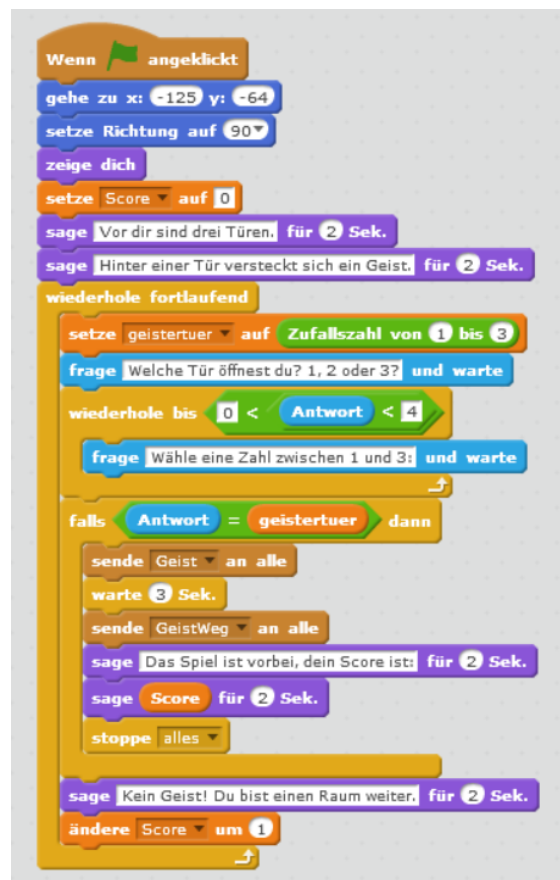 Wenn angeklickt
gehe zu x: -125 y: -64
setze Richtung auf 90
zeige dich
setze Score auf 0
sage Vor dir sind drei Türen. für 2 Sek.
sage Hinter einer Tür versteckt sich ein Geist. für 2 Sek.
wiederhole fortlaufend
setze geistertuer auf Zufallszahl von 1 bis 3
frage Welche Tür öffnest du? 1, 2 oder 3? und warte
wiederhole bis 0 < Antwort < 4
frage Wähle eine Zahl zwischen 1 und 3: und warte
falls Antwort = geistertuer dann
sende Geist an alle
warte 3 Sek.
sende GeistWeg an alle
sage Das Spiel ist vorbei, dein Score ist: für 2 Sek.
sage Score für 2 Sek.
stoppe alles
sage Kein Geist! Du bist einen Raum weiter. für 2 Sek.
ändere Score um 1